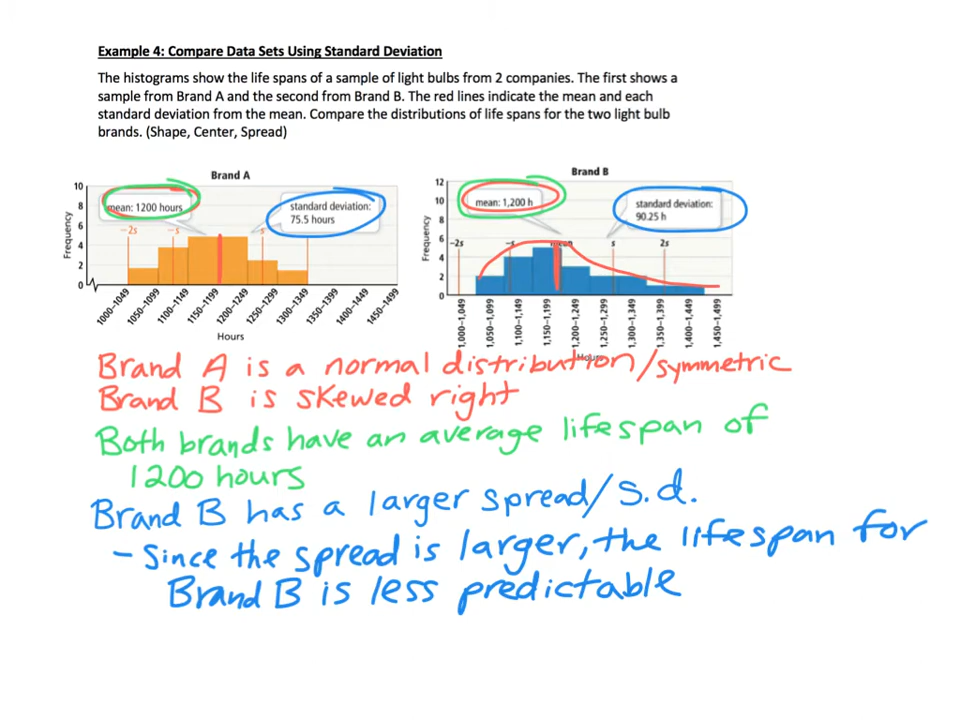 Example 4: Compare Data Sets Using Standard Deviation
The histograms show the life spans of a sample of light bulbs from 2 companies. The first shows a
sample from Brand A and the second from Brand B. The red lines indicate the mean and each
standard deviation from the mean. Compare the distributions of life spans for the two light bulb
brands. (Shape, Center, Spread)
Brand A
mean: 1200 hours
standard deviation:
75.5 hours
−2s −s s
Frequency
10
8
6
4
2
0
1000–1049 1050–1099 1100–1149 1150–1199 1200–1249 1250–1299 1300–1349 1350–1399 1400–1449 1450–1499
Hours
Brand B
mean: 1,200 h
standard deviation:
90.25 h
−2s −s mean s 2s
Frequency
12
10
8
6
4
2
0
1,000–1,049 1,050–1,099 1,100–1,149 1,150–1,199 1,200–1,249 1,250–1,299 1,300–1,349 1,350–1,399 1,400–1,449 1,450–1,499
Hours
Brand A is a normal distribution/symmetric
Brand B is skewed right
Both brands have an average lifespan of
1200 hours
Brand B has a larger spread/s.d.
– Since the spread is larger, the lifespan for
Brand B is less predictable